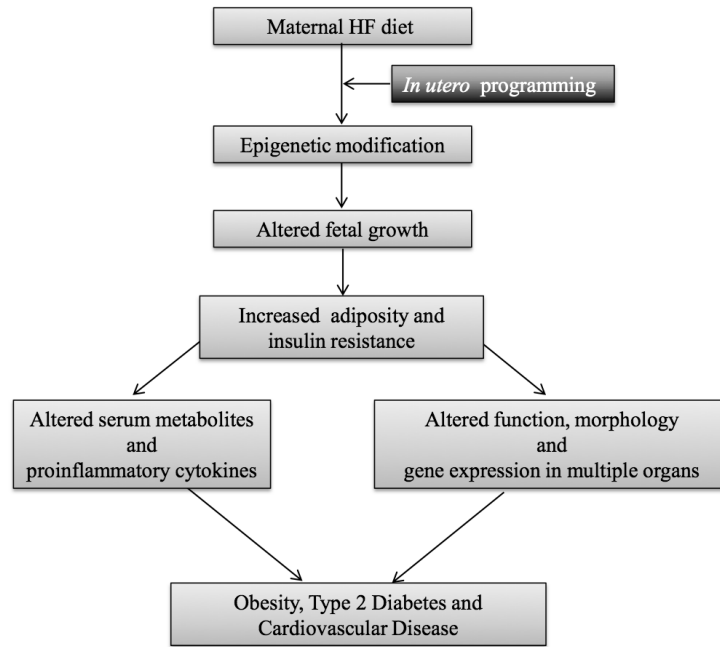 Maternal HF diet
In utero programming
Epigenetic modification
Altered fetal growth
Increased adiposity and
insulin resistance
Altered serum metabolites
and
proinflammatory cytokines
Altered function, morphology
and
gene expression in multiple organs
Obesity, Type 2 Diabetes and
Cardiovascular Disease